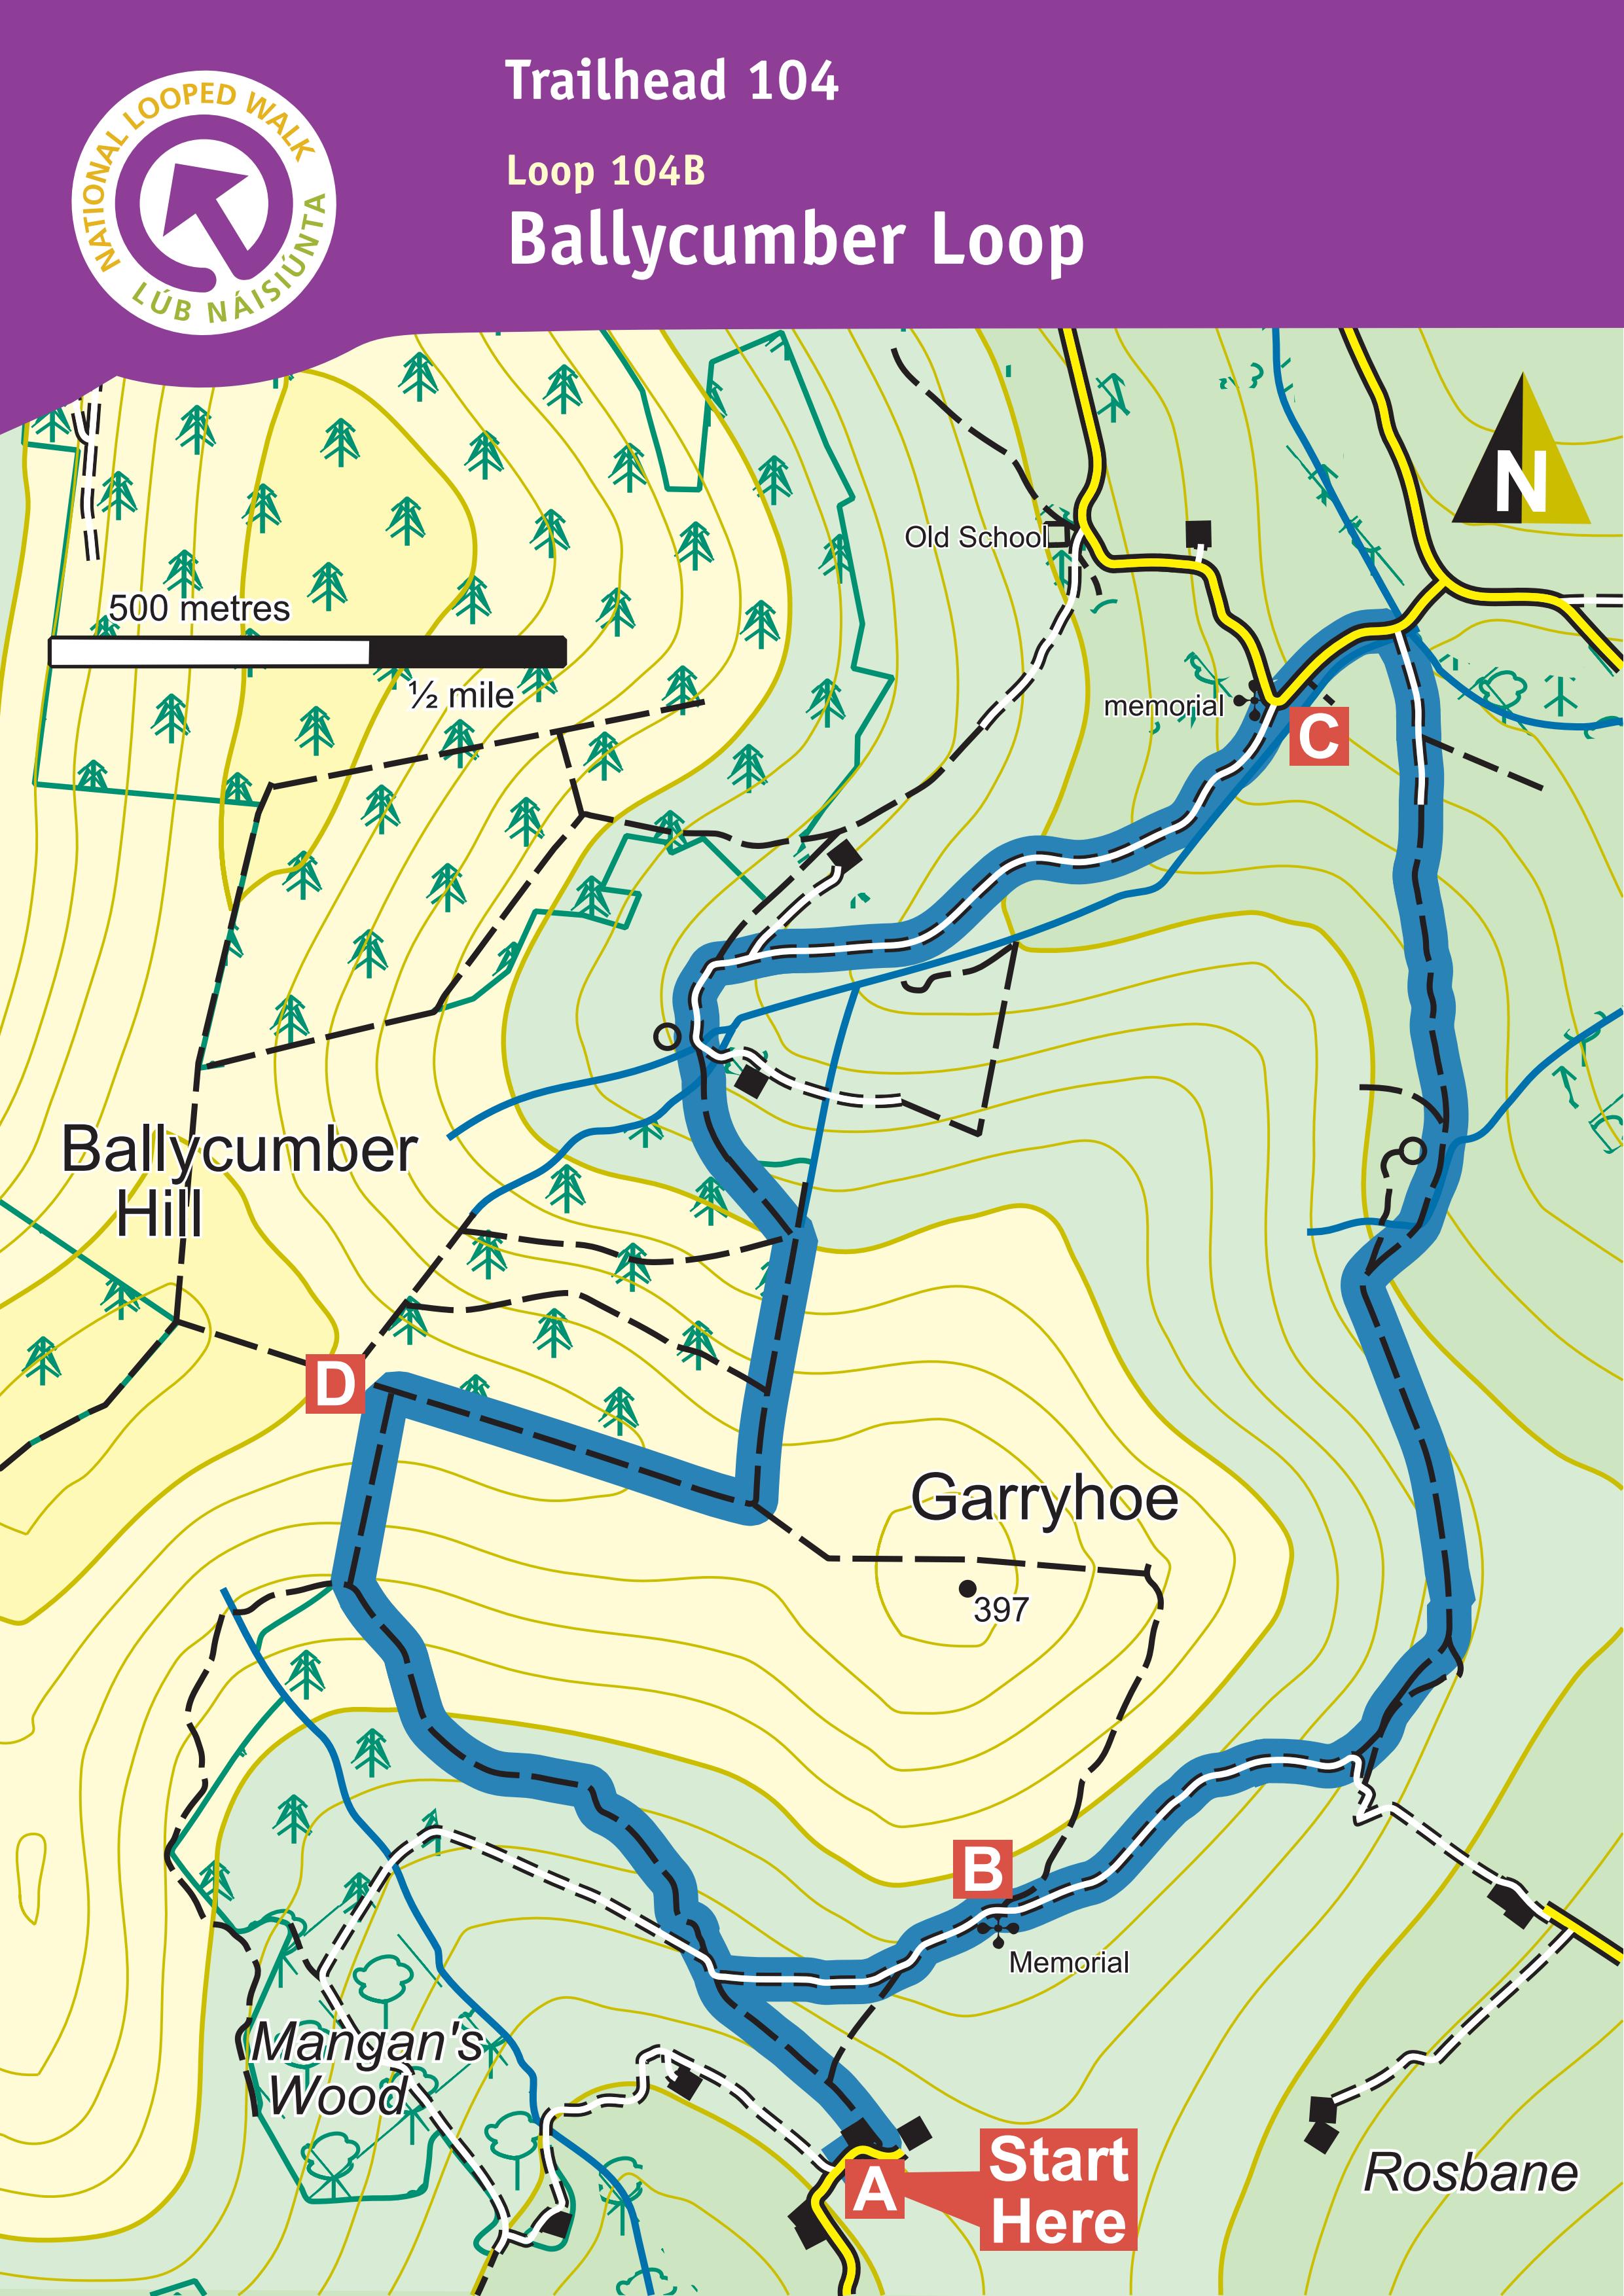 NATIONAL LOOPED WALK
LÚB NÁISIÚNTA
Trailhead 104
Loop 104B
Ballycumber Loop
N
Old School
500 metres
½ mile
memorial
C
Ballycumber
Hill
D
Garryhoe
397
B
Memorial
Mangan's
Wood
Start
Here
A
Rosbane